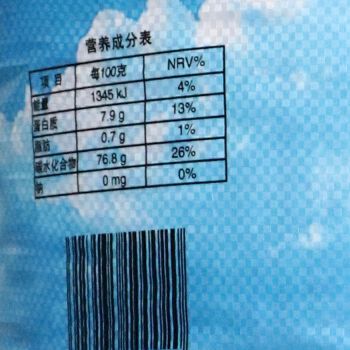 营养成分表
项目 每100克 NRV%
能量 1345 kJ 4%
蛋白质 7.9 g 13%
脂肪 0.7 g 1%
碳水化合物 76.8 g 26%
钠 0 mg 0%